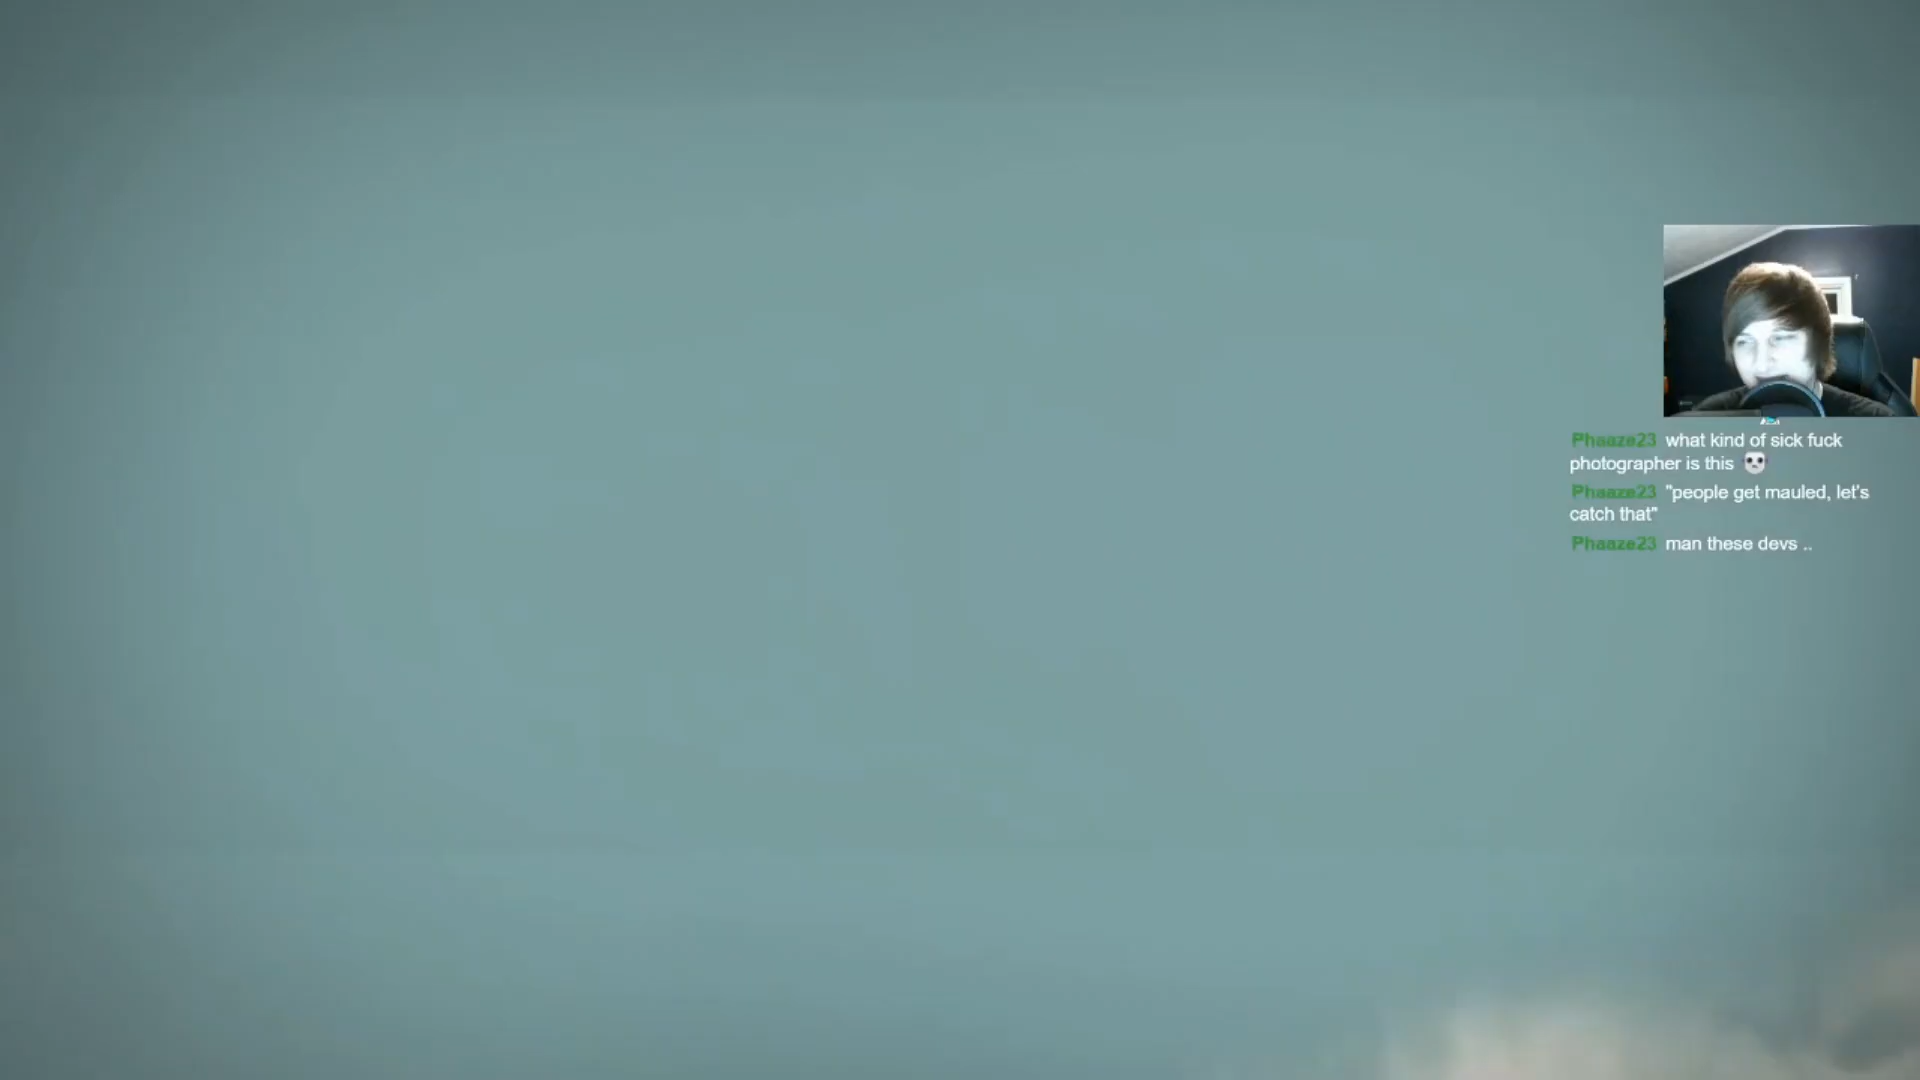 Phaaze23 what kind of sick fuck
photographer is this
Phaaze23 "people get mauled, let's
catch that"
Phaaze23 man these devs ..